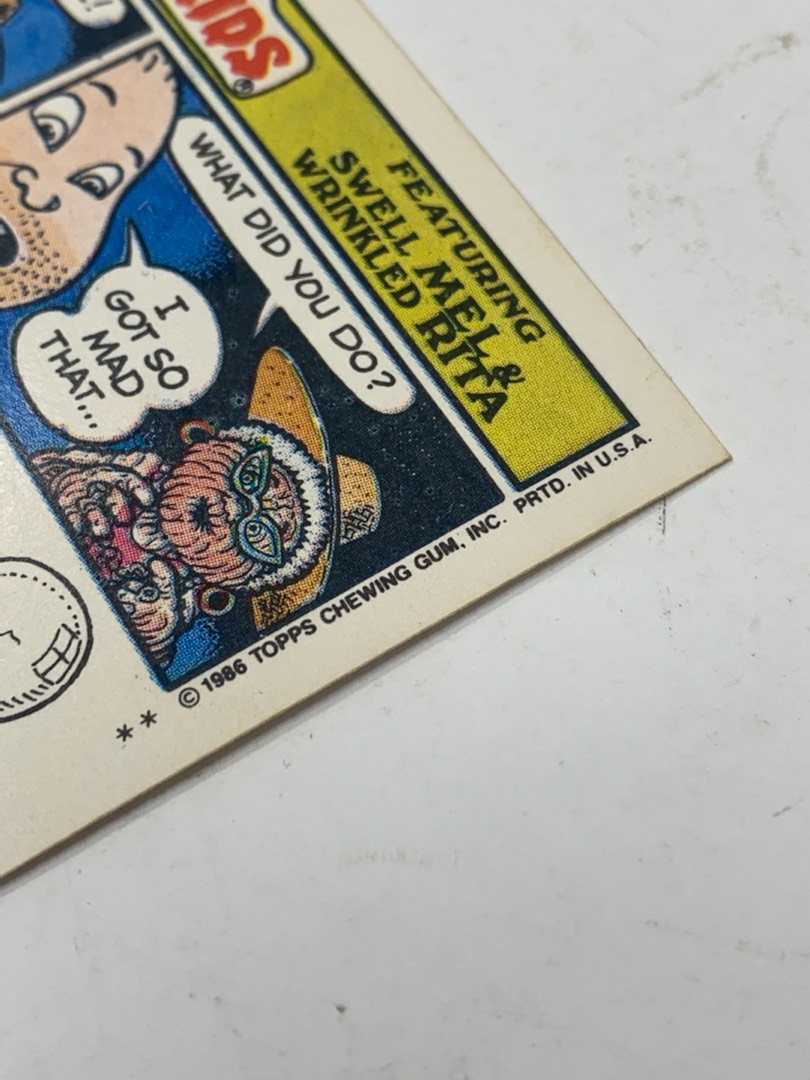 KIDS®
FEATURING
SWELL MEL &
WRINKLED RITA
WHAT DID YOU DO?
I
GOT SO
MAD
THAT...
** © 1986 TOPPS CHEWING GUM, INC. PRTD. IN U.S.A.